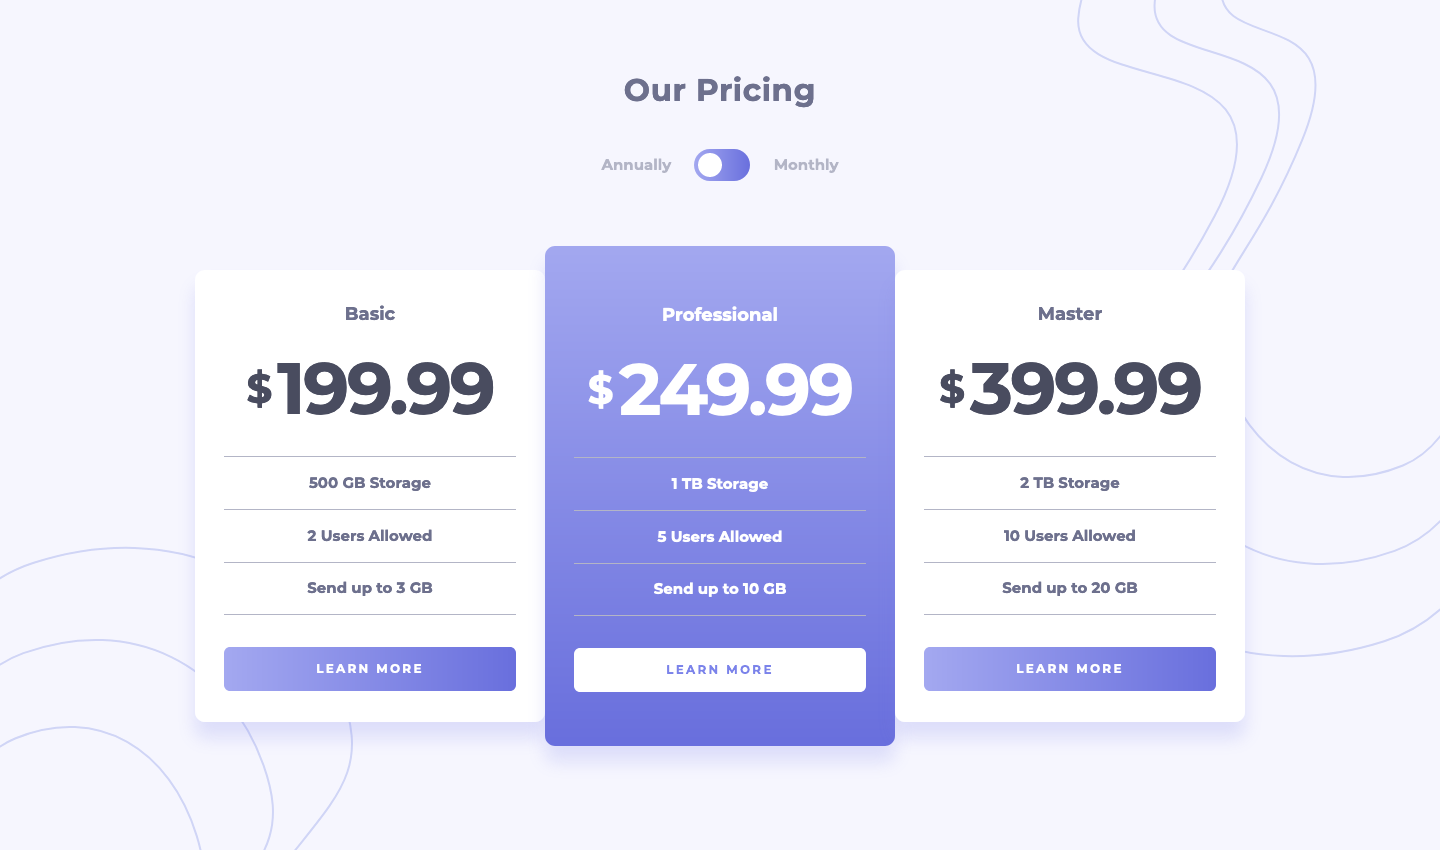 Our Pricing
Annually Monthly
Basic
$199.99
500 GB Storage
2 Users Allowed
Send up to 3 GB
LEARN MORE
Professional
$249.99
1 TB Storage
5 Users Allowed
Send up to 10 GB
LEARN MORE
Master
$399.99
2 TB Storage
10 Users Allowed
Send up to 20 GB
LEARN MORE